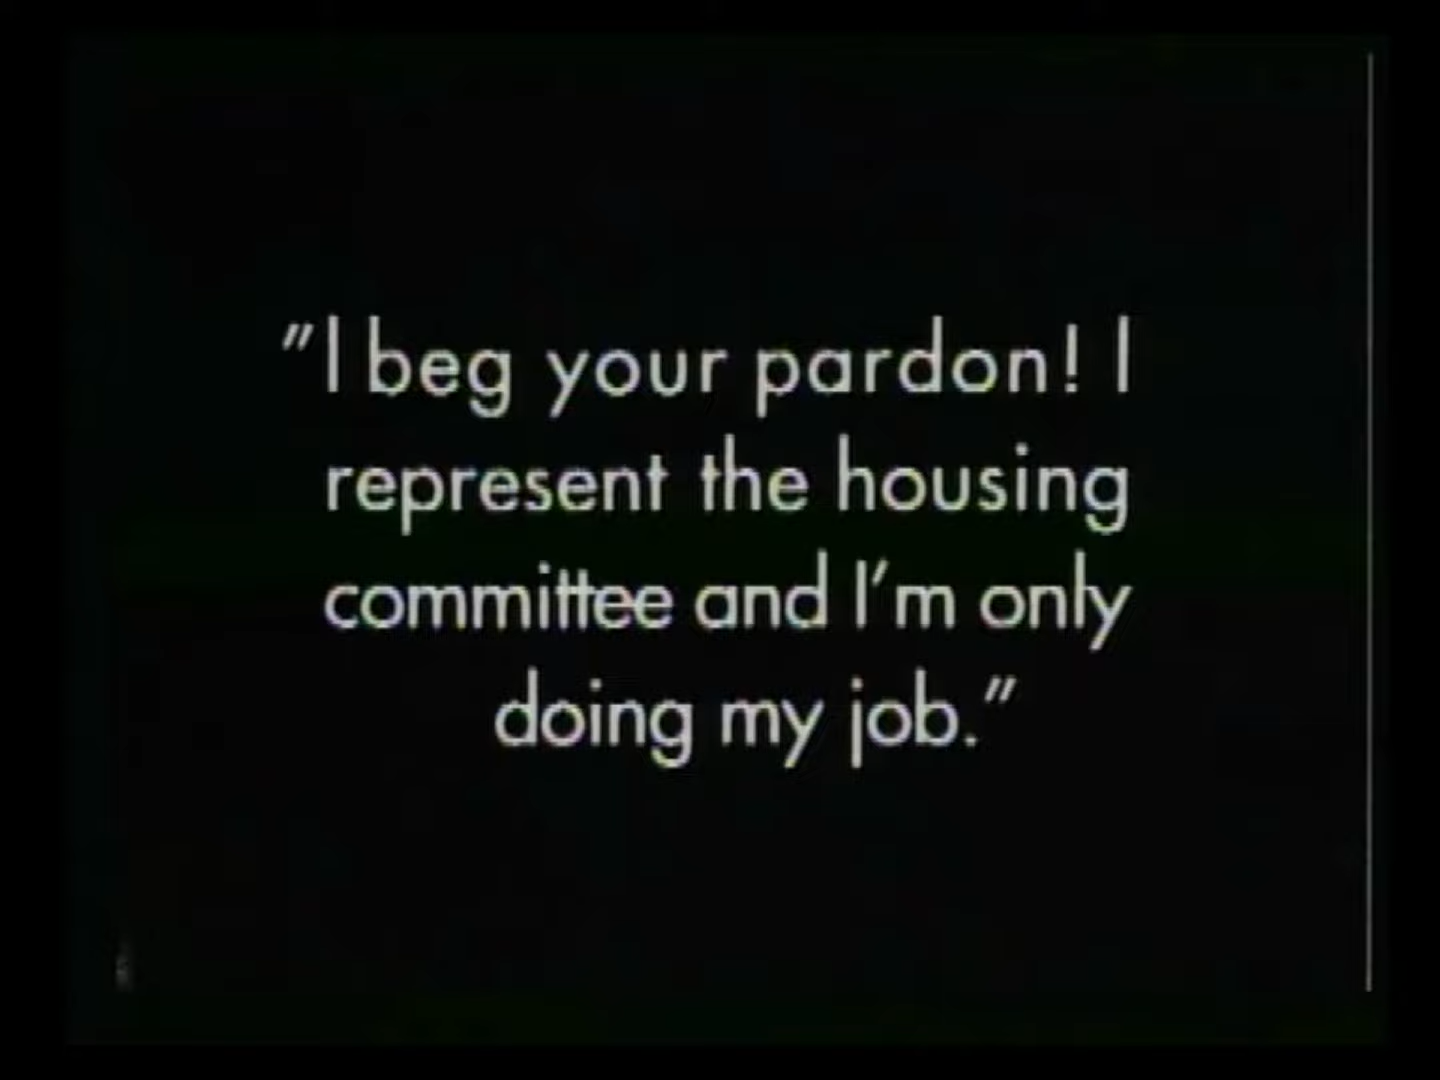 "I beg your pardon! I
represent the housing
committee and I'm only
doing my job."